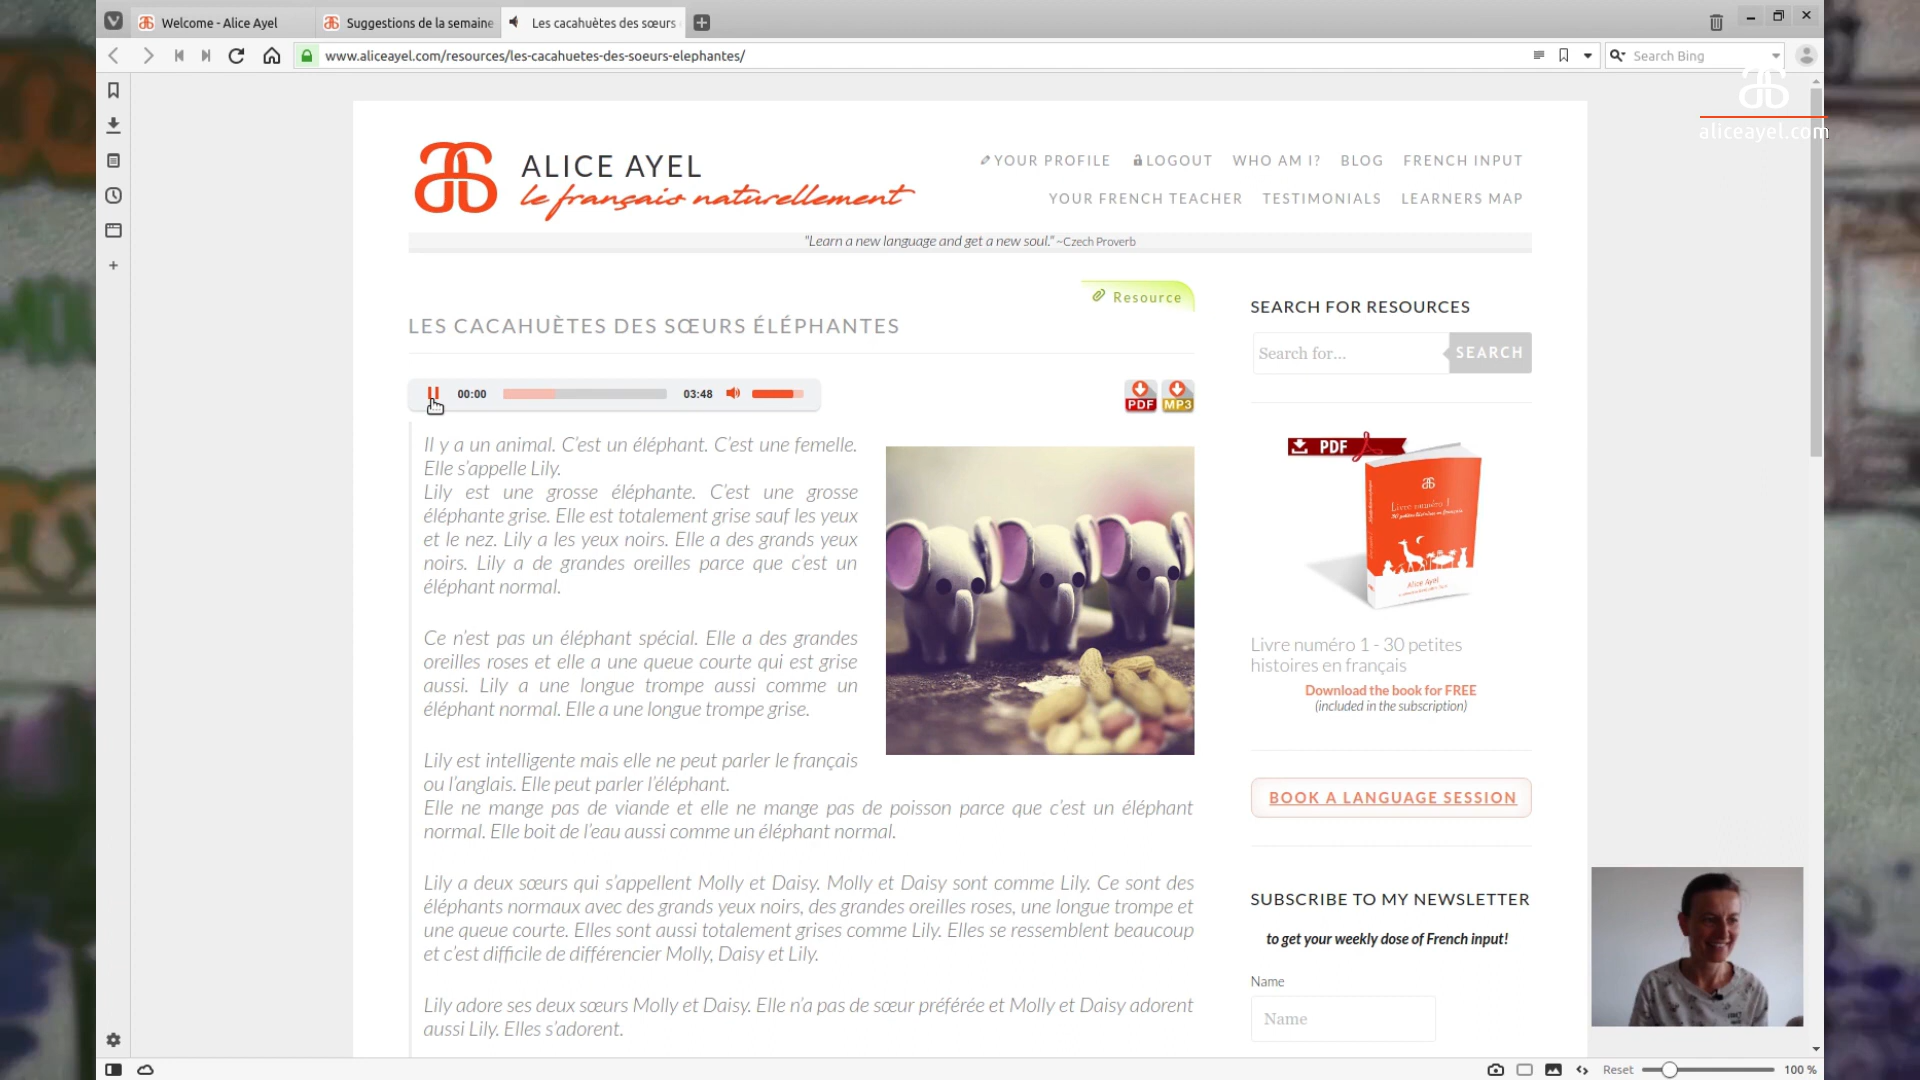 Welcome - Alice Ayel
Suggestions de la semaine
Les cacahuètes des sœurs
www.aliceayel.com/resources/les-cacahuetes-des-soeurs-elephantes/
Search Bing
aliceayel.com
ALICE AYEL
le français naturellement
YOUR PROFILE LOGOUT WHO AM I? BLOG FRENCH INPUT
YOUR FRENCH TEACHER TESTIMONIALS LEARNERS MAP
"Learn a new language and get a new soul." ~Czech Proverb
Resource
LES CACAHUÈTES DES SŒURS ÉLÉPHANTES
00:00 03:48
PDF MP3
Il y a un animal. C'est un éléphant. C'est une femelle.
Elle s'appelle Lily.
Lily est une grosse éléphante. C'est une grosse
éléphante grise. Elle est totalement grise sauf les yeux
et le nez. Lily a les yeux noirs. Elle a des grands yeux
noirs. Lily a de grandes oreilles parce que c'est un
éléphant normal.
Ce n'est pas un éléphant spécial. Elle a des grandes
oreilles roses et elle a une queue courte qui est grise
aussi. Lily a une longue trompe aussi comme un
éléphant normal. Elle a une longue trompe grise.
Lily est intelligente mais elle ne peut parler le français
ou l'anglais. Elle peut parler l'éléphant.
Elle ne mange pas de viande et elle ne mange pas de poisson parce que c'est un éléphant
normal. Elle boit de l'eau aussi comme un éléphant normal.
Lily a deux sœurs qui s'appellent Molly et Daisy. Molly et Daisy sont comme Lily. Ce sont des
éléphants normaux avec des grands yeux noirs, des grandes oreilles roses, une longue trompe et
une queue courte. Elles sont aussi totalement grises comme Lily. Elles se ressemblent beaucoup
et c'est difficile de différencier Molly, Daisy et Lily.
Lily adore ses deux sœurs Molly et Daisy. Elle n'a pas de sœur préférée et Molly et Daisy adorent
aussi Lily. Elles s'adorent.
SEARCH FOR RESOURCES
Search for...
SEARCH
PDF
Livre numéro 1
30 petites histoires en français
Alice Ayel
Livre numéro 1 - 30 petites
histoires en français
Download the book for FREE
(included in the subscription)
BOOK A LANGUAGE SESSION
SUBSCRIBE TO MY NEWSLETTER
to get your weekly dose of French input!
Name
Name
Reset
100 %